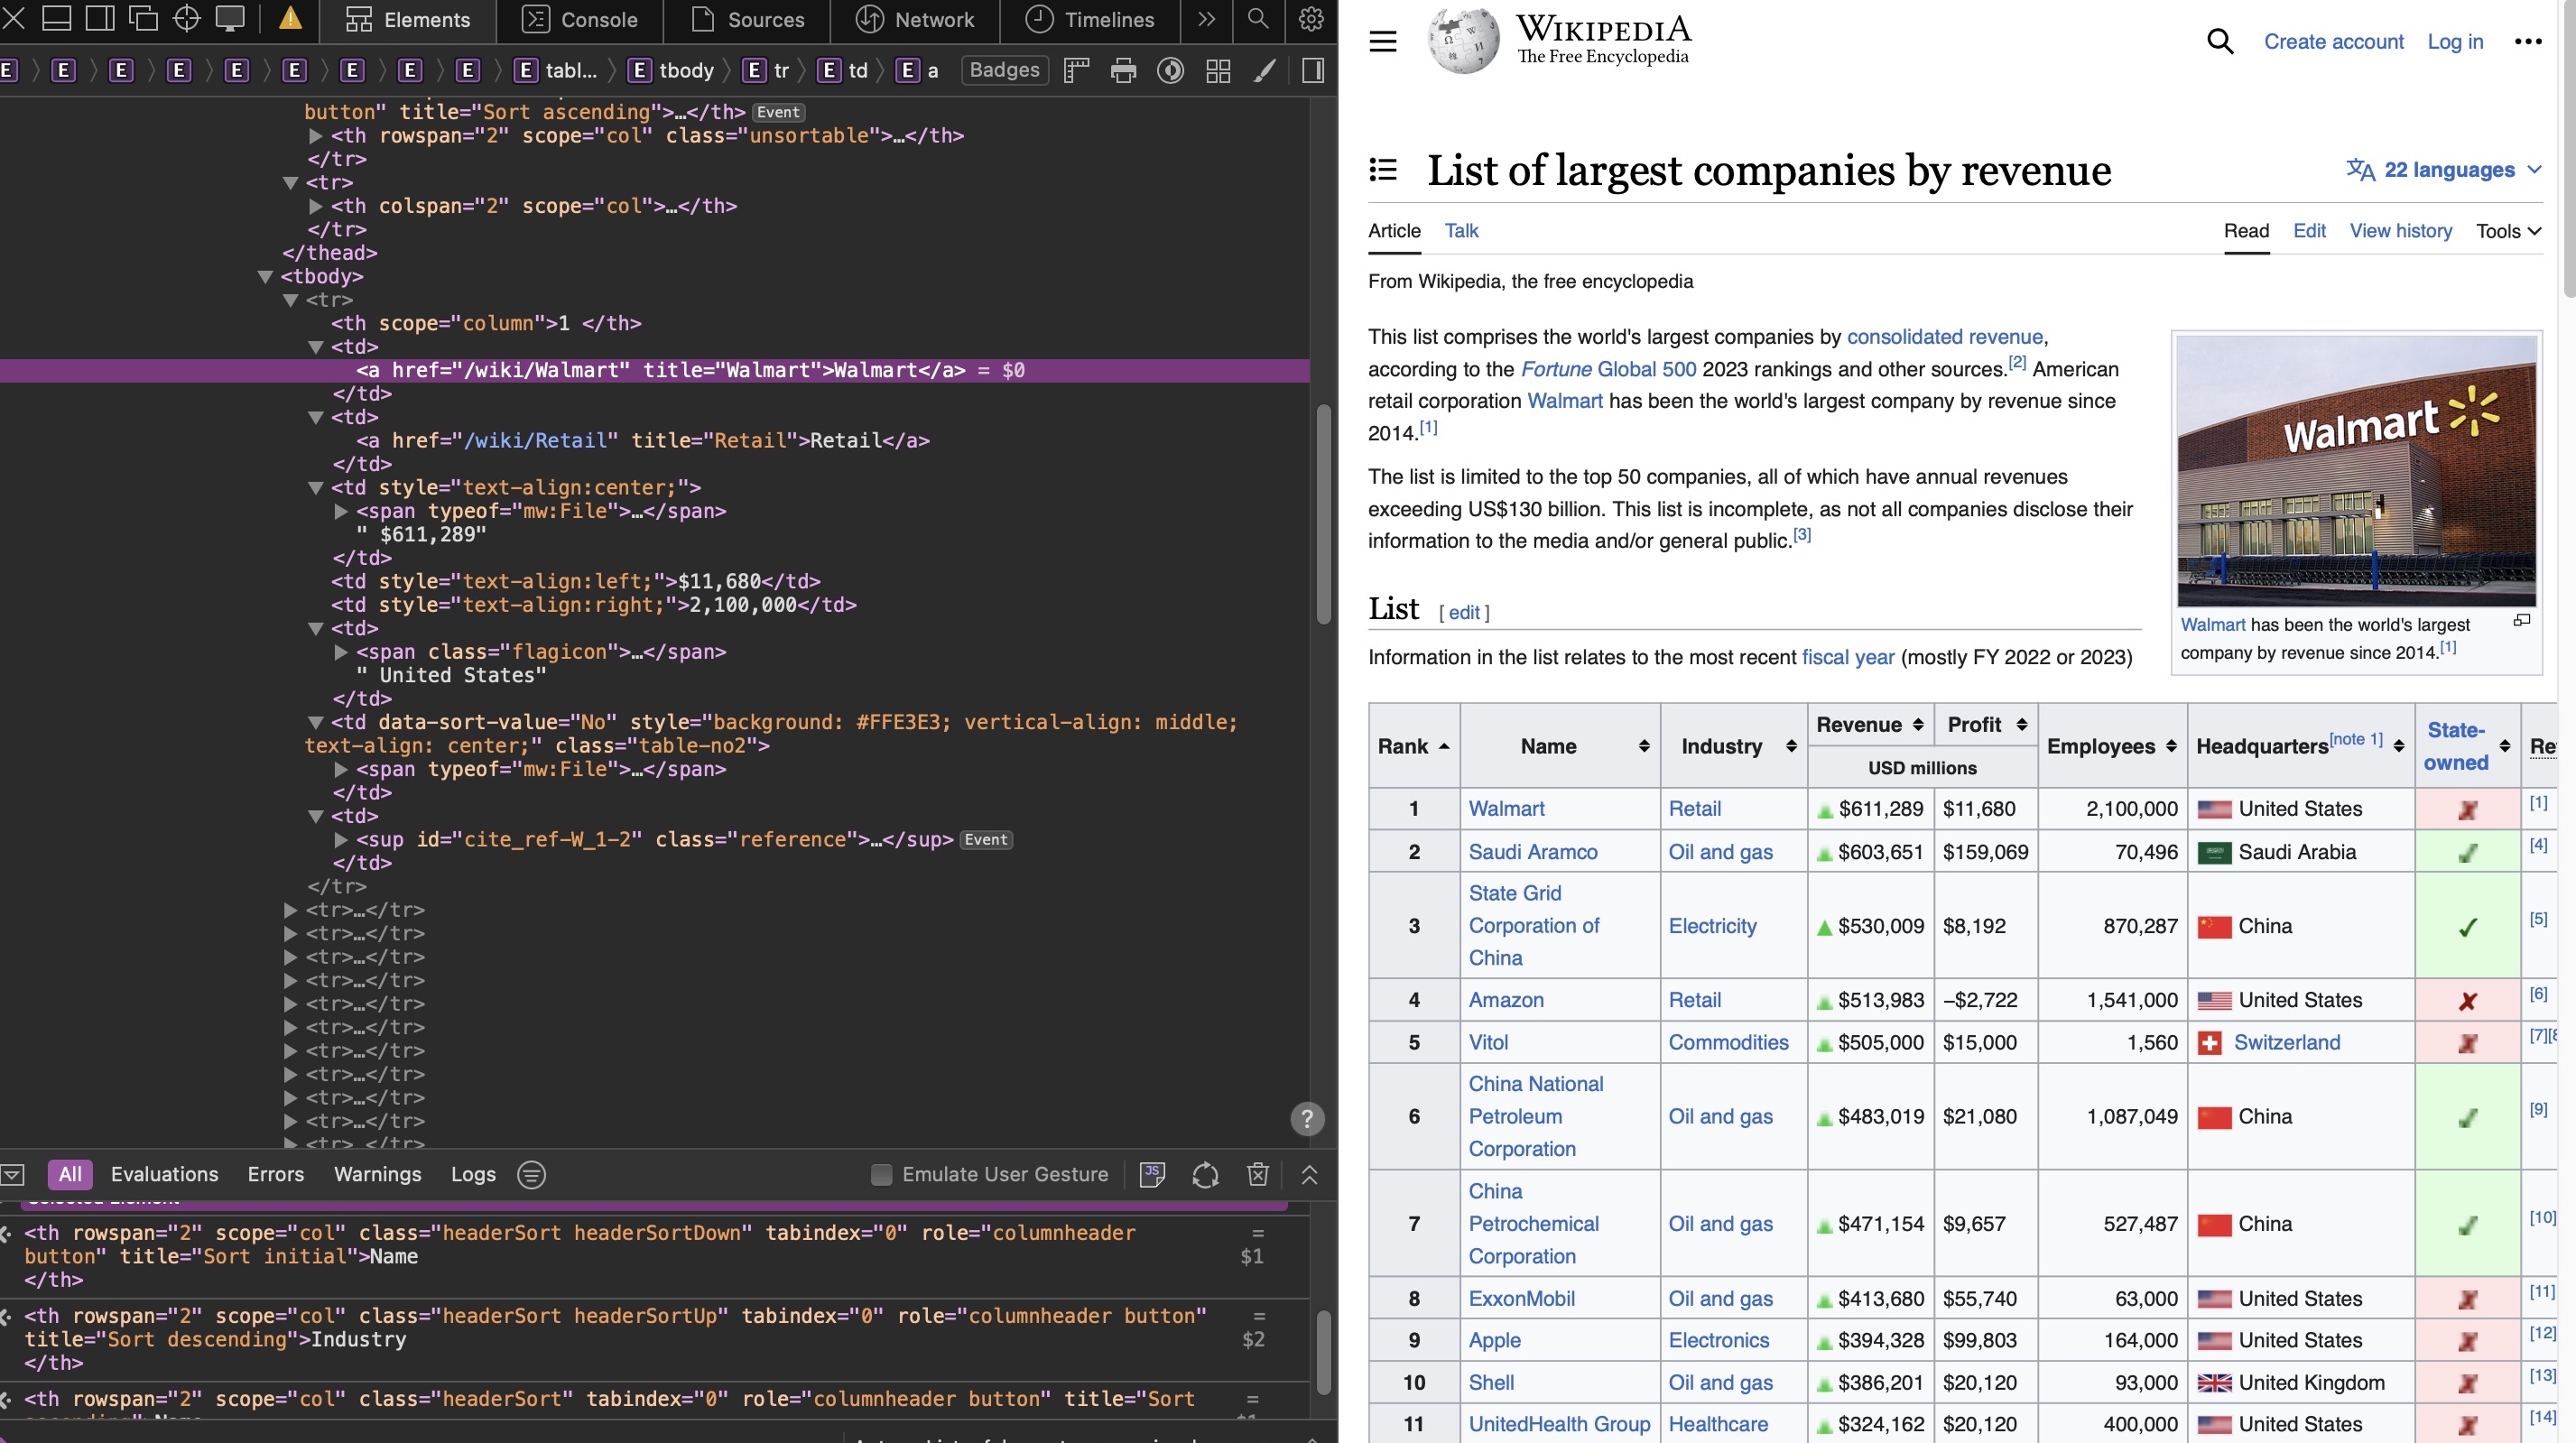 Elements
Console
Sources
Network
Timelines
E E E E E E E E E E tabl... E tbody E tr E td E a Badges
button" title="Sort ascending">…</th> Event
<th rowspan="2" scope="col" class="unsortable">…</th>
</tr>
<tr>
<th colspan="2" scope="col">…</th>
</tr>
</thead>
<tbody>
<tr>
<th scope="column">1 </th>
<td>
<a href="/wiki/Walmart" title="Walmart">Walmart</a> = $0
</td>
<td>
<a href="/wiki/Retail" title="Retail">Retail</a>
</td>
<td style="text-align:center;">
<span typeof="mw:File">…</span>
" $611,289"
</td>
<td style="text-align:left;">$11,680</td>
<td style="text-align:right;">2,100,000</td>
<td>
<span class="flagicon">…</span>
" United States"
</td>
<td data-sort-value="No" style="background: #FFE3E3; vertical-align: middle;
text-align: center;" class="table-no2">
<span typeof="mw:File">…</span>
</td>
<td>
<sup id="cite_ref-W_1-2" class="reference">…</sup> Event
</td>
</tr>
<tr>…</tr>
<tr>…</tr>
<tr>…</tr>
<tr>…</tr>
<tr>…</tr>
<tr>…</tr>
<tr>…</tr>
<tr>…</tr>
<tr>…</tr>
<tr>…</tr>
<tr> </tr>
?
All Evaluations Errors Warnings Logs Emulate User Gesture JS
<th rowspan="2" scope="col" class="headerSort headerSortDown" tabindex="0" role="columnheader =
button" title="Sort initial">Name $1
</th>
<th rowspan="2" scope="col" class="headerSort headerSortUp" tabindex="0" role="columnheader button" =
title="Sort descending">Industry $2
</th>
<th rowspan="2" scope="col" class="headerSort" tabindex="0" role="columnheader button" title="Sort =
WIKIPEDIA
The Free Encyclopedia
Create account Log in
List of largest companies by revenue
22 languages
Article Talk Read Edit View history Tools
From Wikipedia, the free encyclopedia
This list comprises the world's largest companies by consolidated revenue,
according to the Fortune Global 500 2023 rankings and other sources.[2] American
retail corporation Walmart has been the world's largest company by revenue since
2014.[1]
The list is limited to the top 50 companies, all of which have annual revenues
exceeding US$130 billion. This list is incomplete, as not all companies disclose their
information to the media and/or general public.[3]
Walmart
Walmart has been the world's largest
company by revenue since 2014.[1]
List [ edit ]
Information in the list relates to the most recent fiscal year (mostly FY 2022 or 2023)
Rank Name Industry Revenue Profit Employees Headquarters[note 1] State-owned Re
USD millions
1 Walmart Retail $611,289 $11,680 2,100,000 United States [1]
2 Saudi Aramco Oil and gas $603,651 $159,069 70,496 Saudi Arabia [4]
3 State Grid Corporation of China Electricity $530,009 $8,192 870,287 China [5]
4 Amazon Retail $513,983 –$2,722 1,541,000 United States [6]
5 Vitol Commodities $505,000 $15,000 1,560 Switzerland [7][8
6 China National Petroleum Corporation Oil and gas $483,019 $21,080 1,087,049 China [9]
7 China Petrochemical Corporation Oil and gas $471,154 $9,657 527,487 China [10]
8 ExxonMobil Oil and gas $413,680 $55,740 63,000 United States [11]
9 Apple Electronics $394,328 $99,803 164,000 United States [12]
10 Shell Oil and gas $386,201 $20,120 93,000 United Kingdom [13]
11 UnitedHealth Group Healthcare $324,162 $20,120 400,000 United States [14]